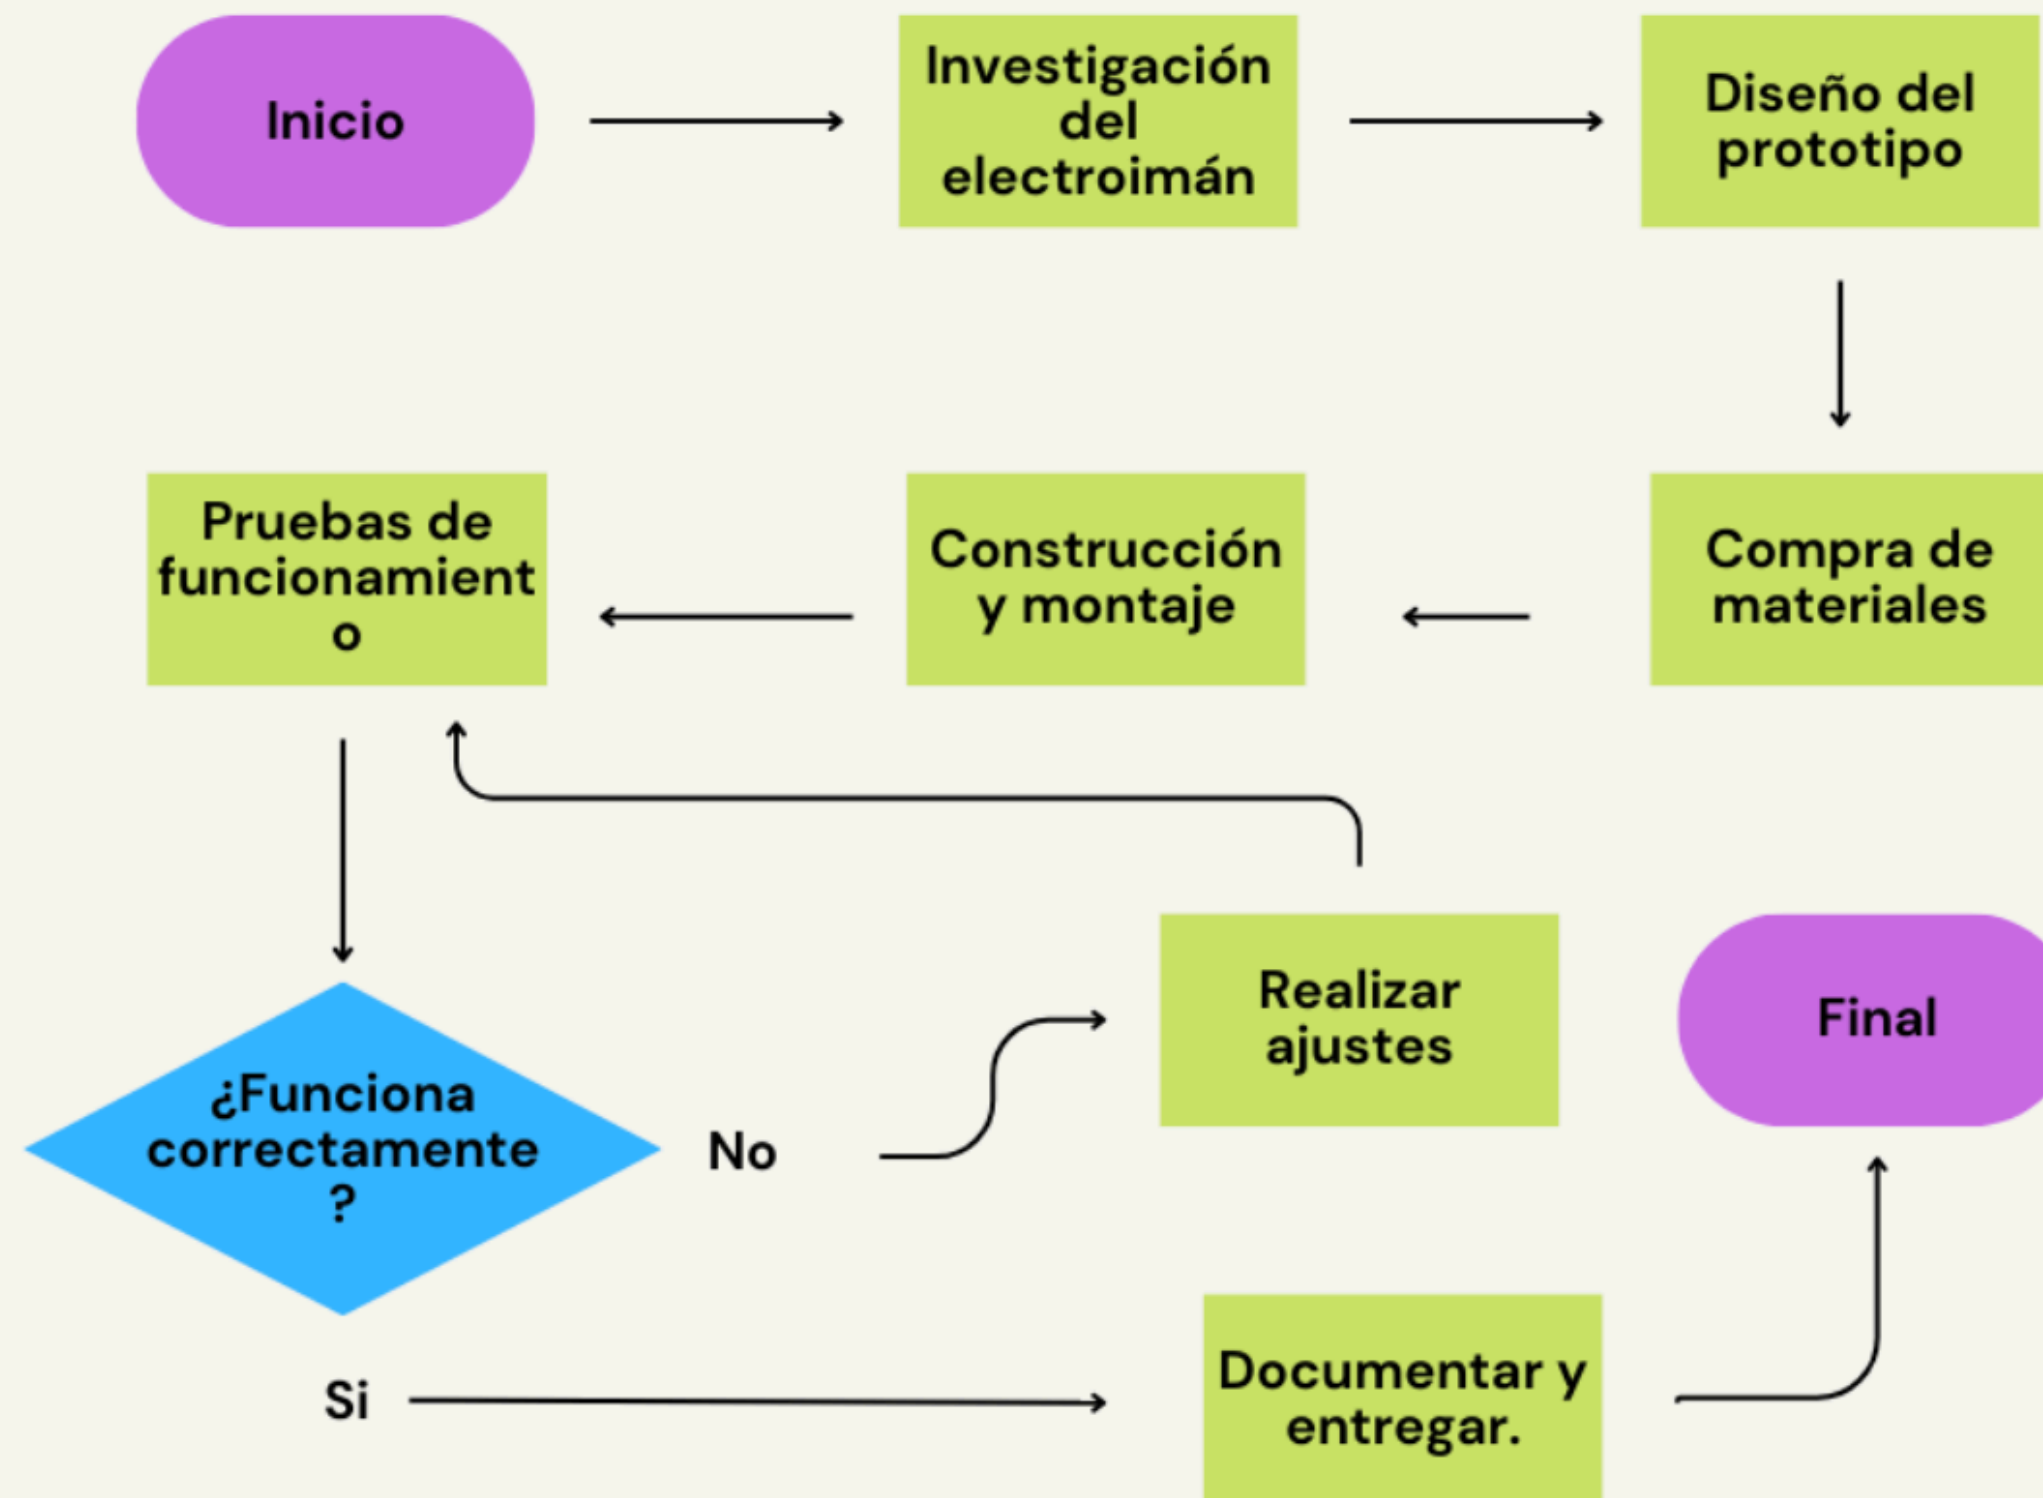 Inicio
Investigación
del
electroimán
Diseño del
prototipo
Compra de
materiales
Construcción
y montaje
Pruebas de
funcionamient
o
¿Funciona
correctamente
?
No
Realizar
ajustes
Si
Documentar y
entregar.
Final